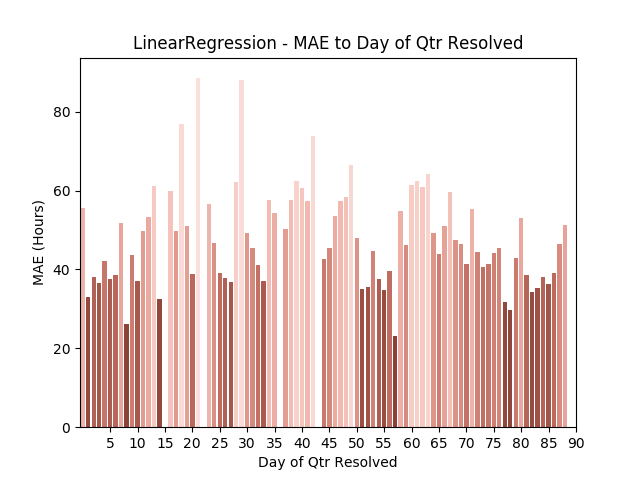 LinearRegression - MAE to Day of Qtr Resolved
80
60
40
20
0
MAE (Hours)
5 10 15 20 25 30 35 40 45 50 55 60 65 70 75 80 85 90
Day of Qtr Resolved